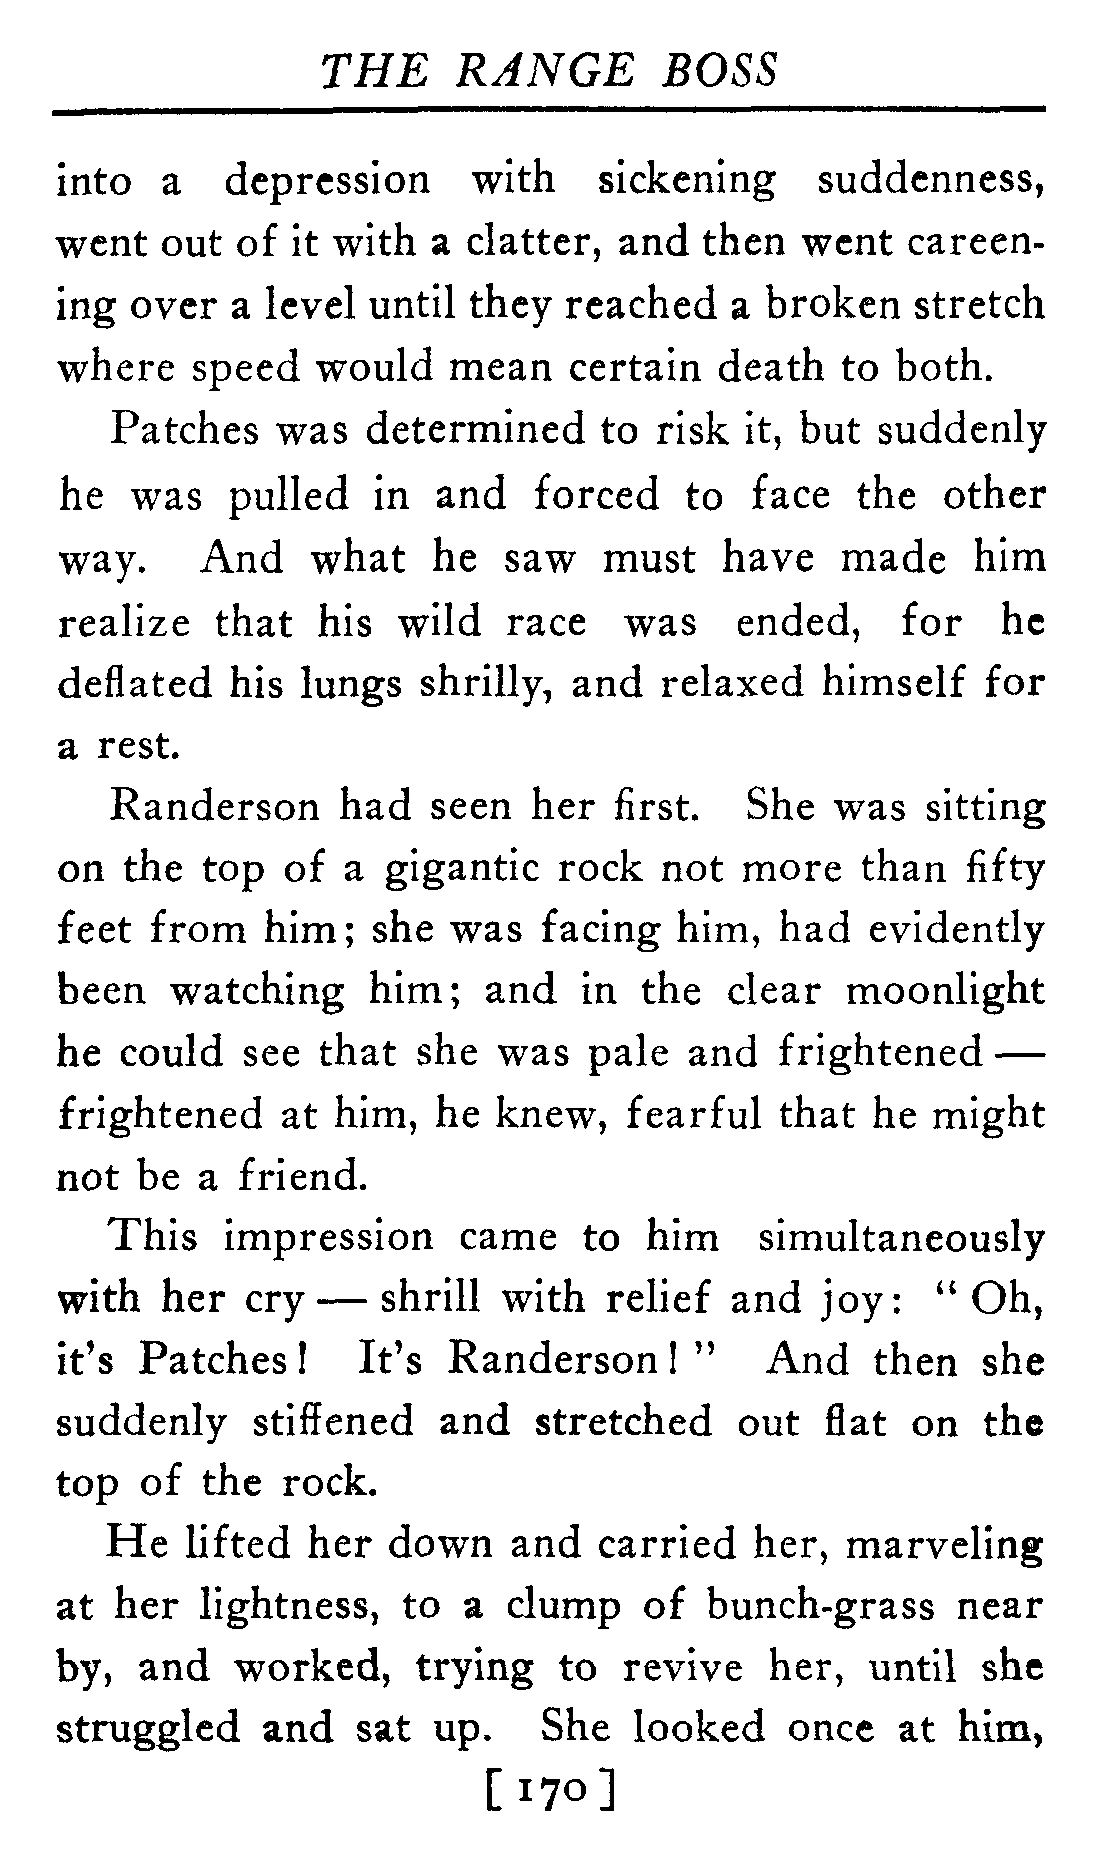 THE RANGE BOSS
into a depression with sickening suddenness,
went out of it with a clatter, and then went careen-
ing over a level until they reached a broken stretch
where speed would mean certain death to both.
Patches was determined to risk it, but suddenly
he was pulled in and forced to face the other
way. And what he saw must have made him
realize that his wild race was ended, for he
deflated his lungs shrilly, and relaxed himself for
a rest.
Randerson had seen her first. She was sitting
on the top of a gigantic rock not more than fifty
feet from him; she was facing him, had evidently
been watching him; and in the clear moonlight
he could see that she was pale and frightened —
frightened at him, he knew, fearful that he might
not be a friend.
This impression came to him simultaneously
with her cry — shrill with relief and joy: “ Oh,
it's Patches! It's Randerson! ” And then she
suddenly stiffened and stretched out flat on the
top of the rock.
He lifted her down and carried her, marveling
at her lightness, to a clump of bunch-grass near
by, and worked, trying to revive her, until she
struggled and sat up. She looked once at him,
[ 170 ]